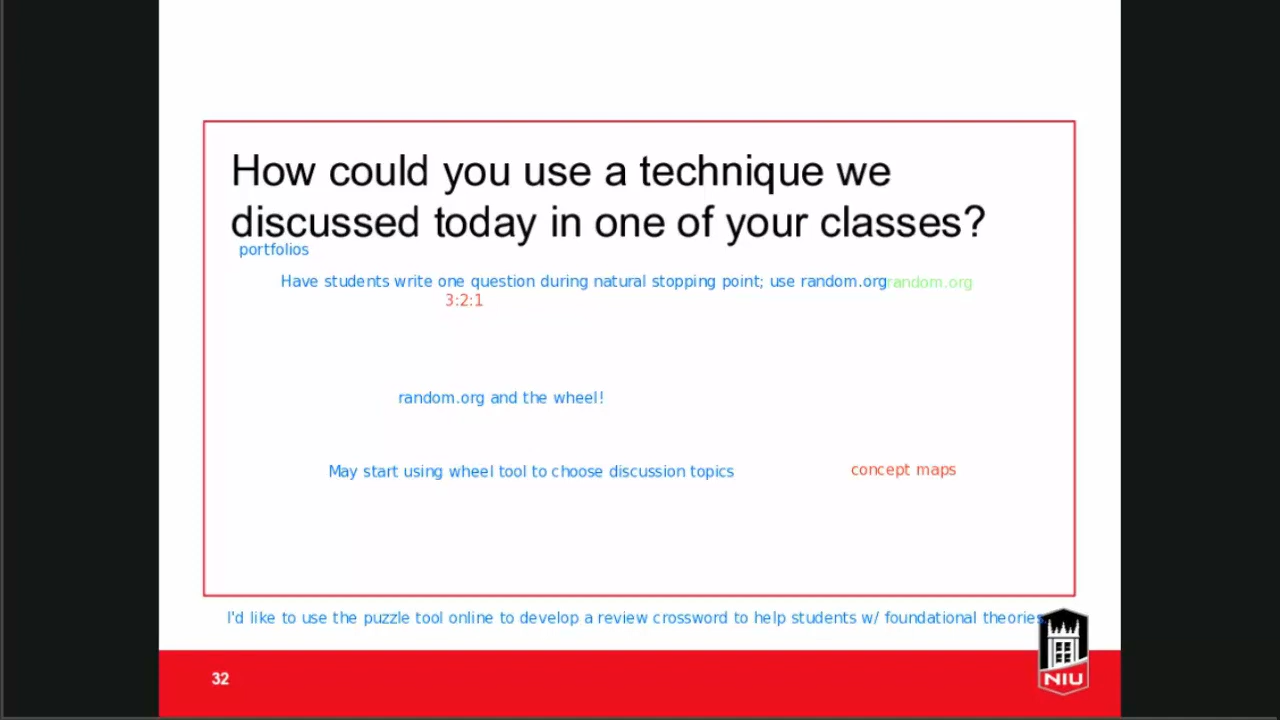 How could you use a technique we
discussed today in one of your classes?
portfolios
Have students write one question during natural stopping point; use random.org
random.org
3:2:1
random.org and the wheel!
May start using wheel tool to choose discussion topics
concept maps
I'd like to use the puzzle tool online to develop a review crossword to help students w/ foundational theories.
32
NIU